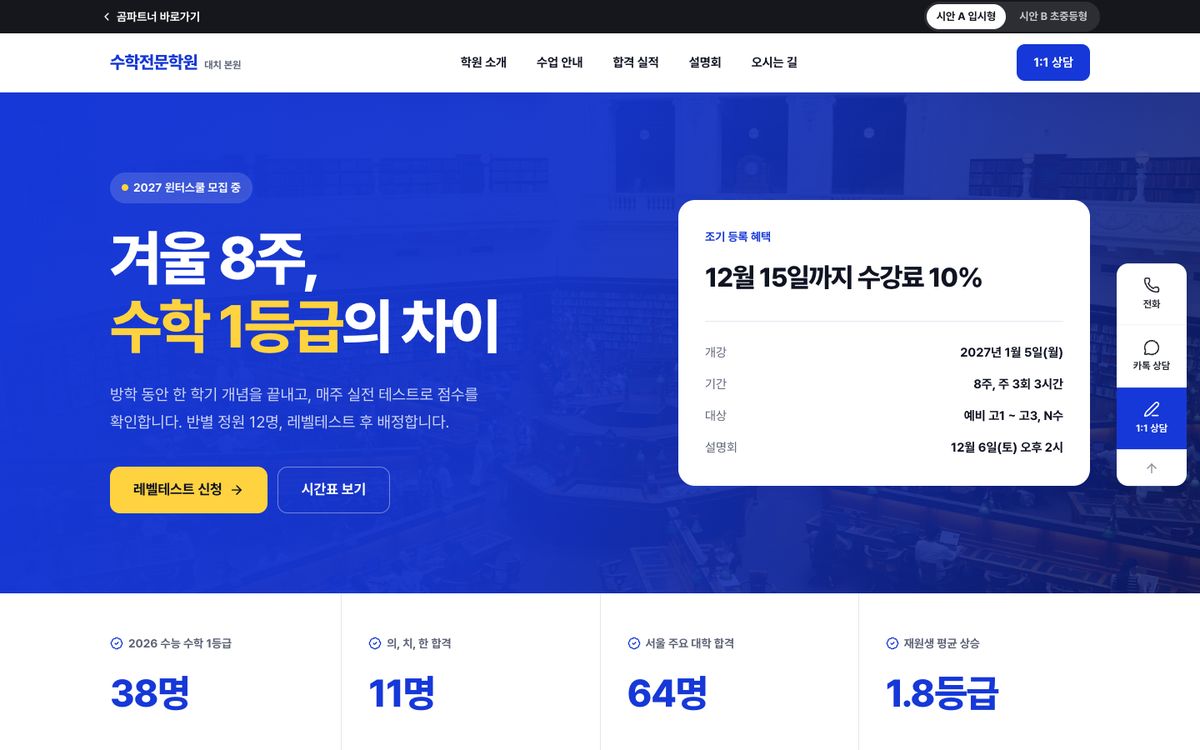 곰파트너 바로가기
시안 A 입시형
시안 B 초중등형
수학전문학원 대치 본원
학원 소개
수업 안내
합격 실적
설명회
오시는 길
1:1 상담
2027 윈터스쿨 모집 중
겨울 8주,
수학 1등급의 차이
방학 동안 한 학기 개념을 끝내고, 매주 실전 테스트로 점수를
확인합니다. 반별 정원 12명, 레벨테스트 후 배정합니다.
레벨테스트 신청
시간표 보기
조기 등록 혜택
12월 15일까지 수강료 10%
개강 2027년 1월 5일(월)
기간 8주, 주 3회 3시간
대상 예비 고1 ~ 고3, N수
설명회 12월 6일(토) 오후 2시
전화
카톡 상담
1:1 상담
2026 수능 수학 1등급
38명
의, 치, 한 합격
11명
서울 주요 대학 합격
64명
재원생 평균 상승
1.8등급